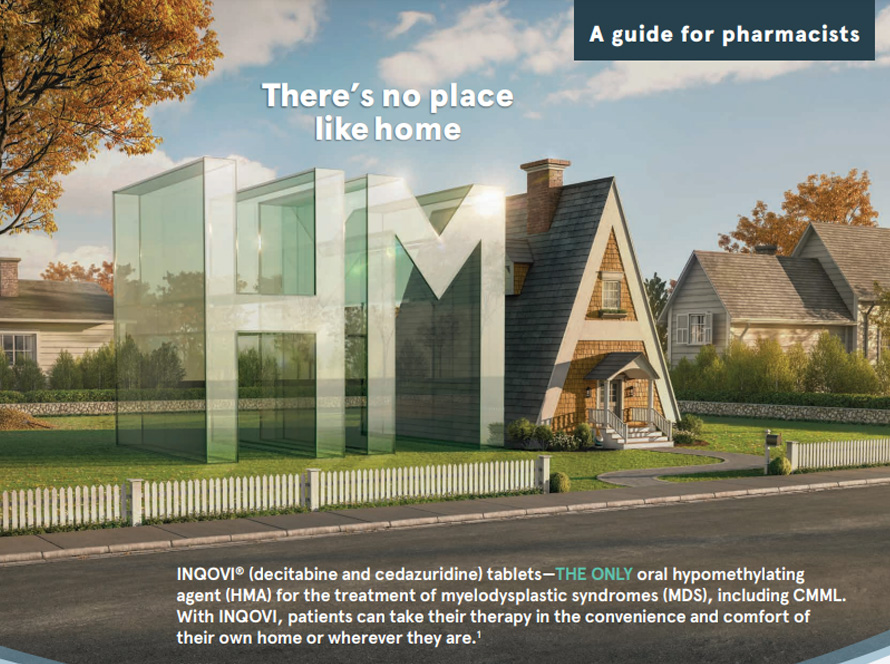 A guide for pharmacists
There's no place
like home
HM
INQOVI® (decitabine and cedazuridine) tablets—THE ONLY oral hypomethylating
agent (HMA) for the treatment of myelodysplastic syndromes (MDS), including CMML.
With INQOVI, patients can take their therapy in the convenience and comfort of
their own home or wherever they are.¹